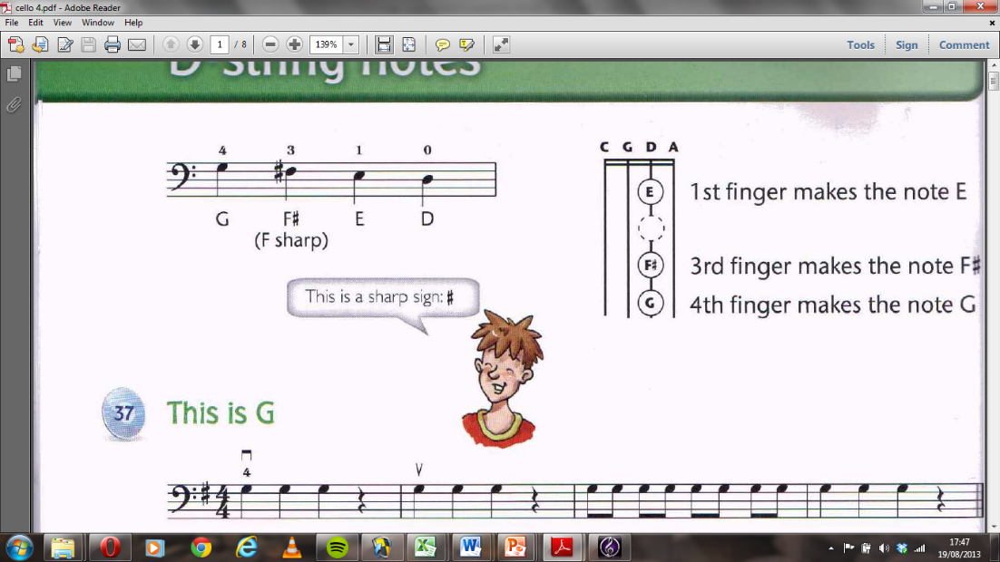 cello 4.pdf - Adobe Reader
File Edit View Window Help
1 / 8 139% Tools Sign Comment
D-string notes
4 3 1 0
G F♯ E D
(F sharp)
C G D A
E
1st finger makes the note E
F♯
3rd finger makes the note F♯
G
4th finger makes the note G
This is a sharp sign: ♯
37 This is G
4
4
4
17:47
19/08/2013